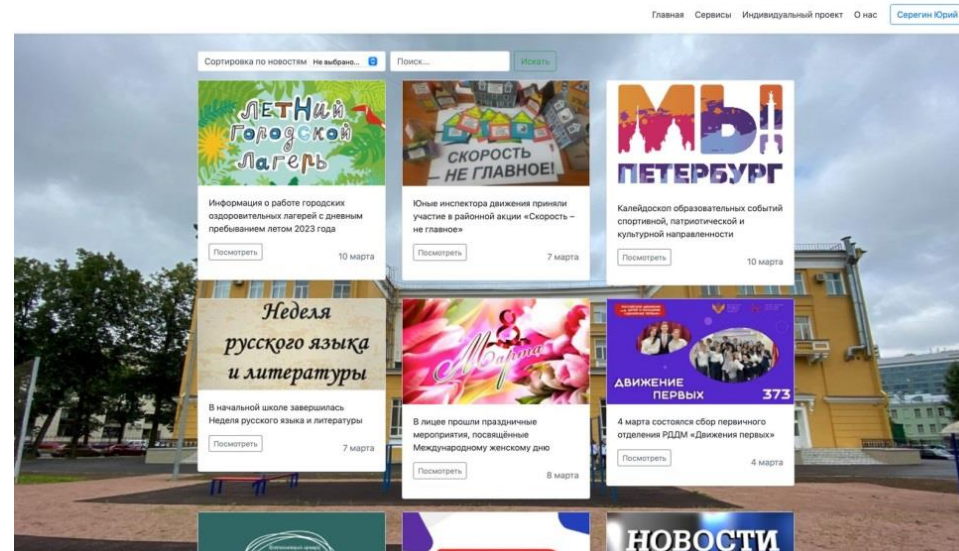 Главная Сервисы Индивидуальный проект О нас Серегин Юрий
Сортировка по новостям Не выбрано... Поиск... Искать
ЛЕТНИЙ
ГОРОДСКОЙ
Лагерь
Информация о работе городских
оздоровительных лагерей с дневным
пребыванием летом 2023 года
Посмотреть 10 марта
СКОРОСТЬ
– НЕ ГЛАВНОЕ!
Юные инспектора движения приняли
участие в районной акции «Скорость –
не главное»
Посмотреть 7 марта
МЫ
ПЕТЕРБУРГ
Калейдоскоп образовательных событий
спортивной, патриотической и
культурной направленности
Посмотреть 10 марта
Неделя
русского языка
и литературы
В начальной школе завершилась
Неделя русского языка и литературы
Посмотреть 7 марта
8
Марта
В лицее прошли праздничные
мероприятия, посвящённые
Международному женскому дню
Посмотреть 8 марта
ДВИЖЕНИЕ
ПЕРВЫХ 373
4 марта состоялся сбор первичного
отделения РДДМ «Движения первых»
Посмотреть 4 марта
НОВОСТИ